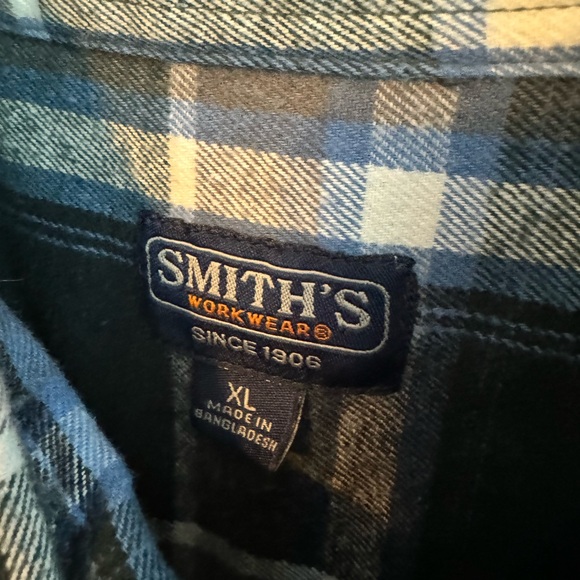 SMITH'S
WORKWEAR®
SINCE 1906
XL
MADE IN
BANGLADESH